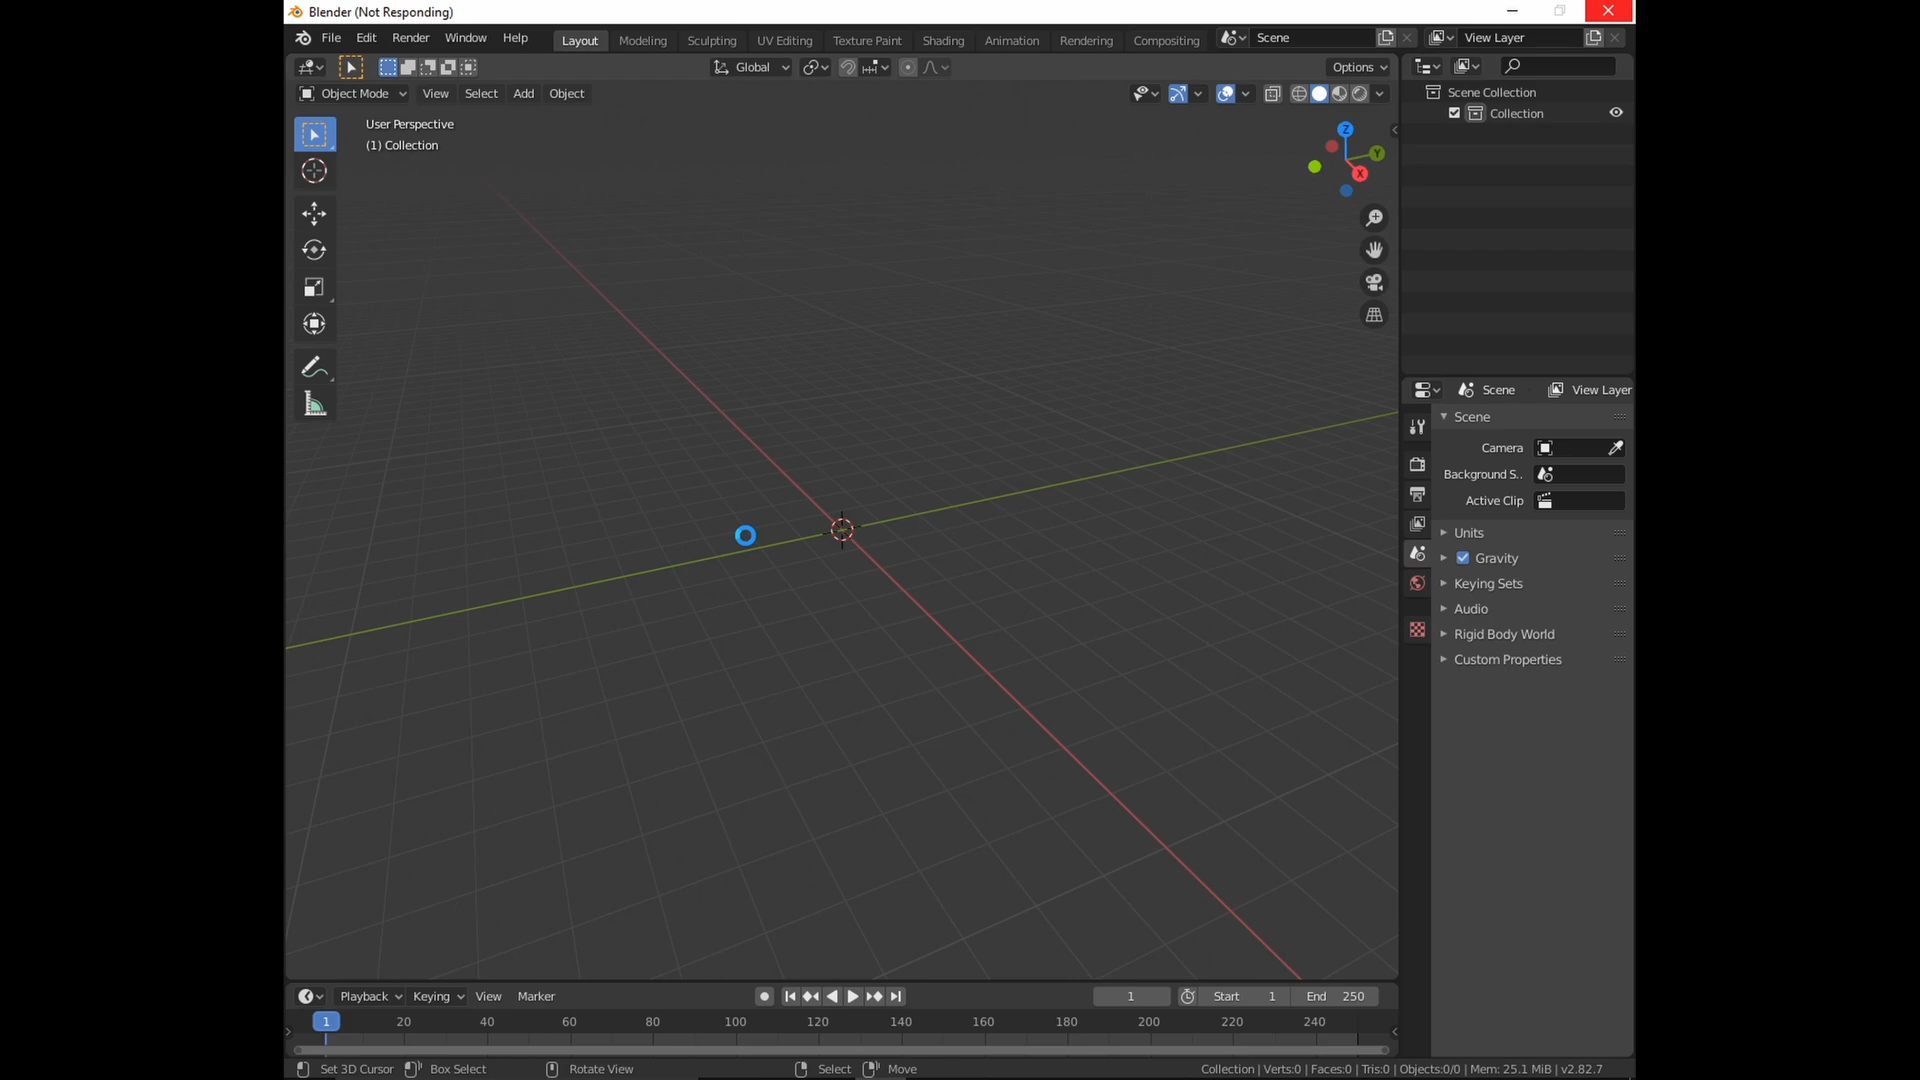 Blender (Not Responding)
File Edit Render Window Help Layout Modeling Sculpting UV Editing Texture Paint Shading Animation Rendering Compositing Scene View Layer
Global Options
Object Mode View Select Add Object
Scene Collection
Collection
User Perspective
(1) Collection
Z
Y
X
Scene View Layer
Scene
Camera
Background S..
Active Clip
Units
Gravity
Keying Sets
Audio
Rigid Body World
Custom Properties
Playback Keying View Marker 1 Start 1 End 250
1 20 40 60 80 100 120 140 160 180 200 220 240
Set 3D Cursor Box Select Rotate View Select Move Collection | Verts:0 | Faces:0 | Tris:0 | Objects:0/0 | Mem: 25.1 MiB | v2.82.7